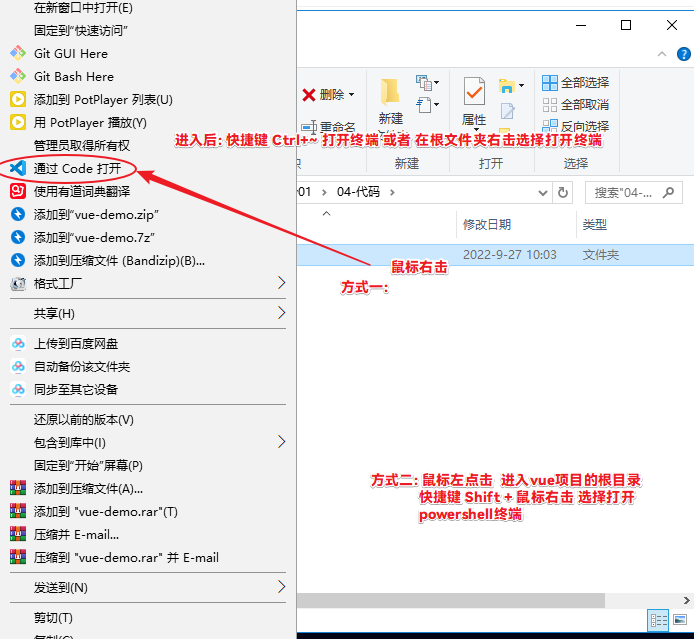 在新窗口中打开(E)
固定到"快速访问"
Git GUI Here
Git Bash Here
添加到 PotPlayer 列表(U)
用 PotPlayer 播放(Y)
管理员取得所有权
通过 Code 打开
使用有道词典翻译
添加到"vue-demo.zip"
添加到"vue-demo.7z"
添加到压缩文件 (Bandizip)(B)...
格式工厂
共享(H)
上传到百度网盘
自动备份该文件夹
同步至其它设备
还原以前的版本(V)
包含到库中(I)
固定到"开始"屏幕(P)
添加到压缩文件(A)...
添加到 "vue-demo.rar"(T)
压缩并 E-mail...
压缩到 "vue-demo.rar" 并 E-mail
发送到(N)
剪切(T)
删除
重命名
新建
属性
全部选择
全部取消
反向选择
进入后: 快捷键 Ctrl+~ 打开终端 或者 在根文件夹右击选择打开终端
新建
打开
选择
01
04-代码
搜索"04-...
修改日期
类型
2022-9-27 10:03
文件夹
鼠标右击
方式一:
方式二: 鼠标左点击 进入vue项目的根目录
快捷键 Shift + 鼠标右击 选择打开
powershell终端